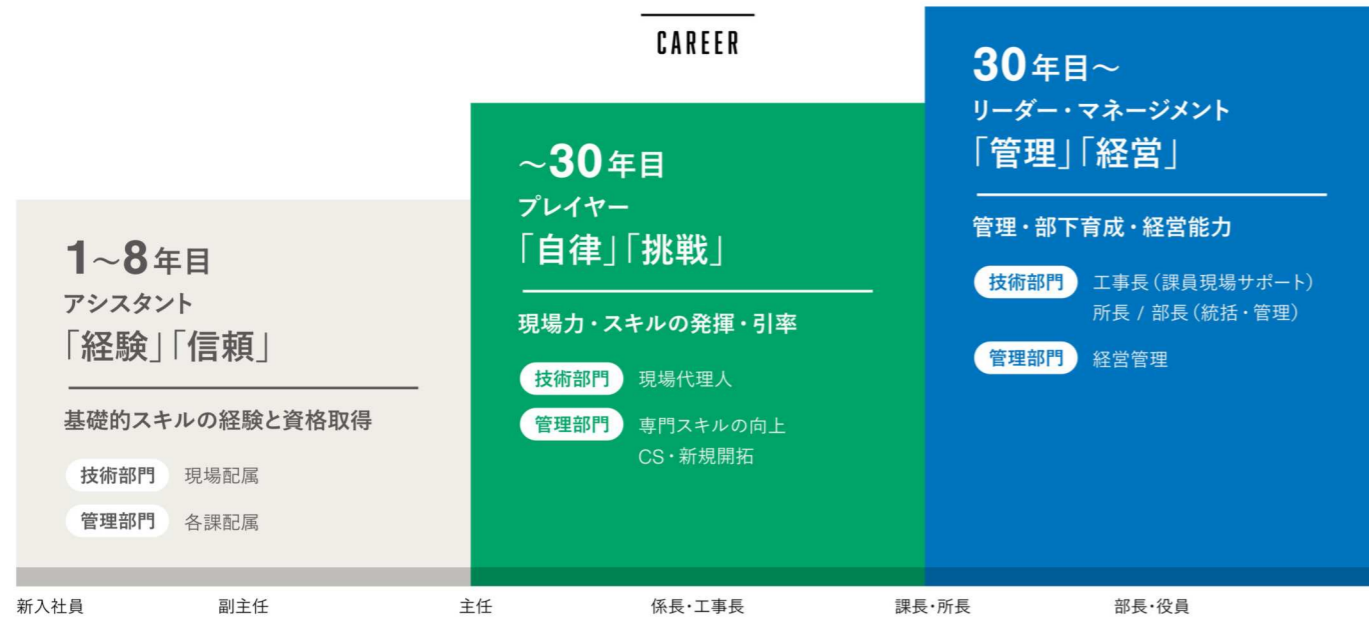 CAREER
1～8年目
アシスタント
「経験」「信頼」
基礎的スキルの経験と資格取得
技術部門 現場配属
管理部門 各課配属
～30年目
プレイヤー
「自律」「挑戦」
現場力・スキルの発揮・引率
技術部門 現場代理人
管理部門 専門スキルの向上
CS・新規開拓
30年目～
リーダー・マネージメント
「管理」「経営」
管理・部下育成・経営能力
技術部門 工事長（課員現場サポート）
所長 / 部長（統括・管理）
管理部門 経営管理
新入社員 副主任 主任 係長・工事長 課長・所長 部長・役員